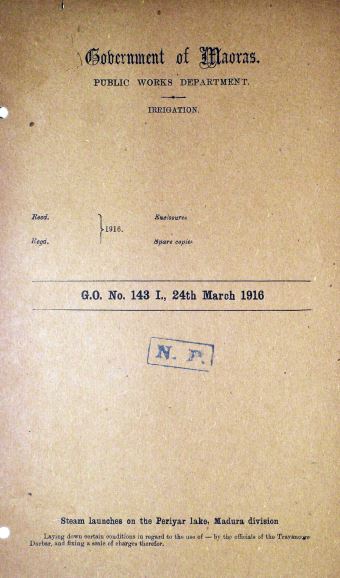 Government of Madras.
PUBLIC WORKS DEPARTMENT.
IRRIGATION.
Recd.
Enclosures
1916.
Regd.
Spare copies
G.O. No. 143 I., 24th March 1916
N. P.
Steam launches on the Periyar lake, Madura division
Laying down certain conditions in regard to the use of — by the officials of the Travancore
Durbar, and fixing a scale of charges therefor.